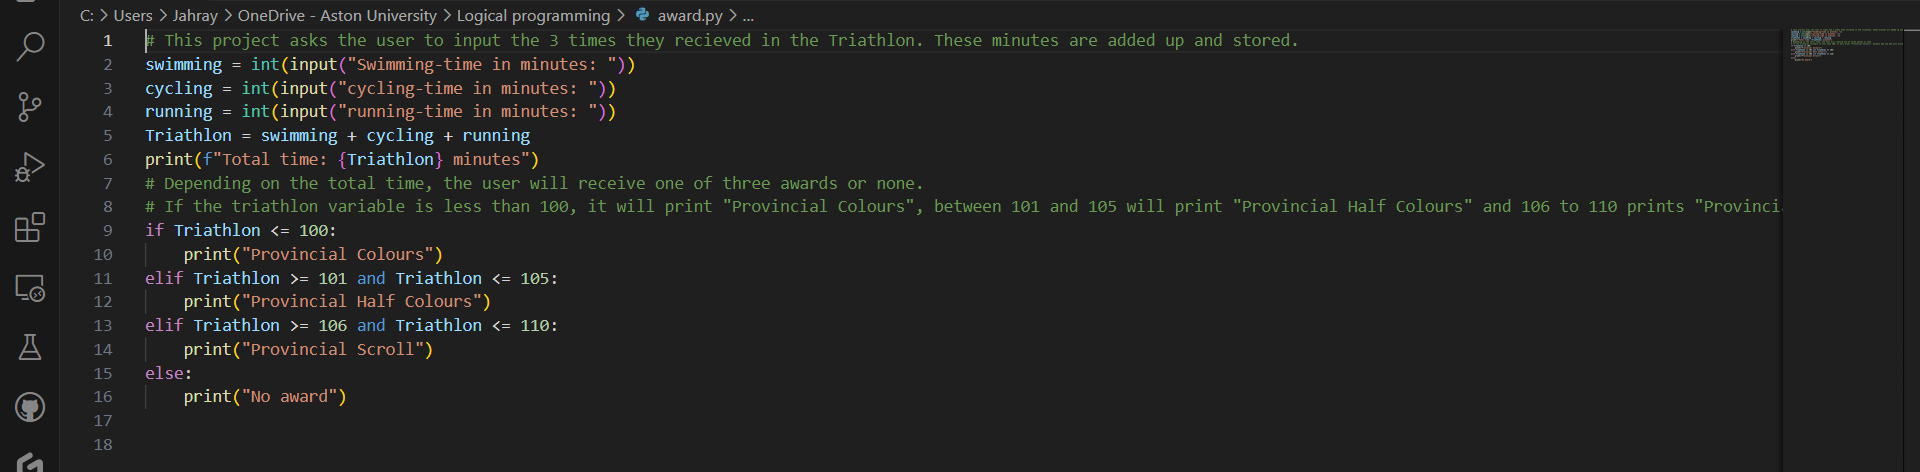 C: > Users > Jahray > OneDrive - Aston University > Logical programming > award.py > ...
1 # This project asks the user to input the 3 times they recieved in the Triathlon. These minutes are added up and stored.
2 swimming = int(input("Swimming-time in minutes: "))
3 cycling = int(input("cycling-time in minutes: "))
4 running = int(input("running-time in minutes: "))
5 Triathlon = swimming + cycling + running
6 print(f"Total time: {Triathlon} minutes")
7 # Depending on the total time, the user will receive one of three awards or none.
8 # If the triathlon variable is less than 100, it will print "Provincial Colours", between 101 and 105 will print "Provincial Half Colours" and 106 to 110 prints "Provinci
9 if Triathlon <= 100:
10     print("Provincial Colours")
11 elif Triathlon >= 101 and Triathlon <= 105:
12     print("Provincial Half Colours")
13 elif Triathlon >= 106 and Triathlon <= 110:
14     print("Provincial Scroll")
15 else:
16     print("No award")
17
18